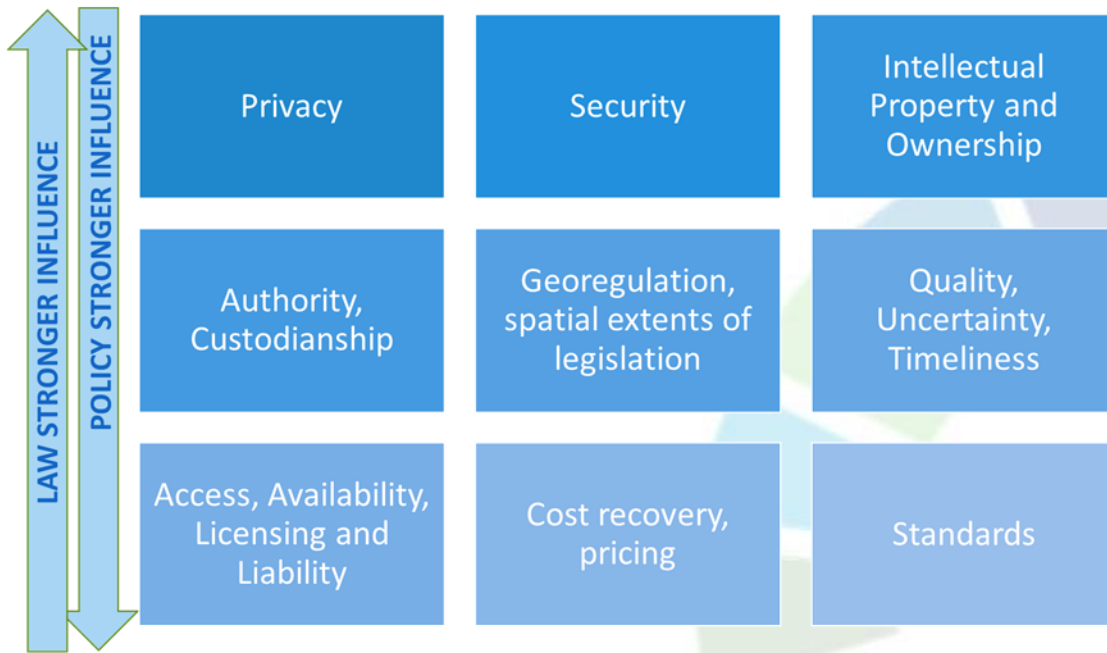 LAW STRONGER INFLUENCE
POLICY STRONGER INFLUENCE
Privacy
Security
Intellectual
Property and
Ownership
Authority,
Custodianship
Georegulation,
spatial extents of
legislation
Quality,
Uncertainty,
Timeliness
Access, Availability,
Licensing and
Liability
Cost recovery,
pricing
Standards